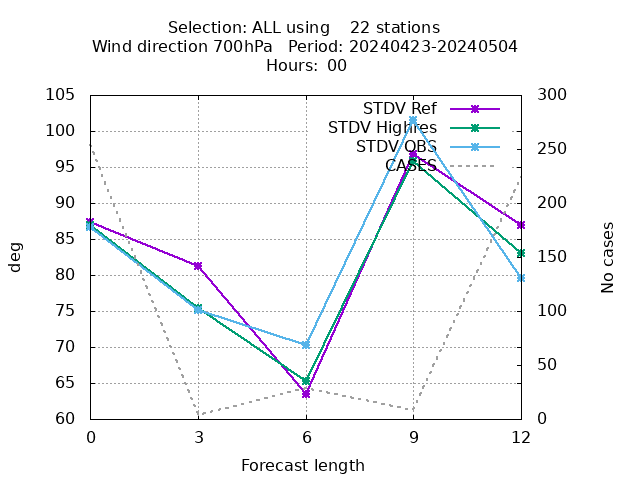 Selection: ALL using    22 stations
Wind direction 700hPa   Period: 20240423-20240504
Hours: 00
STDV Ref
STDV Highres
STDV OBS
CASES
105
100
95
90
85
80
75
70
65
60
300
250
200
150
100
50
0
deg
No cases
0 3 6 9 12
Forecast length